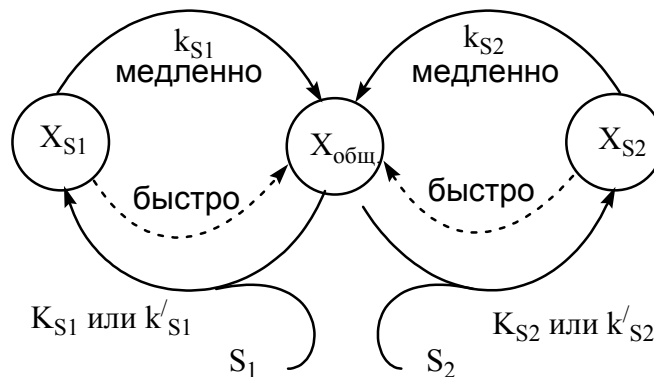 k_S1
медленно
k_S2
медленно
X_S1
X_общ.
X_S2
быстро
быстро
K_S1 или k′_S1
K_S2 или k′_S2
S_1
S_2